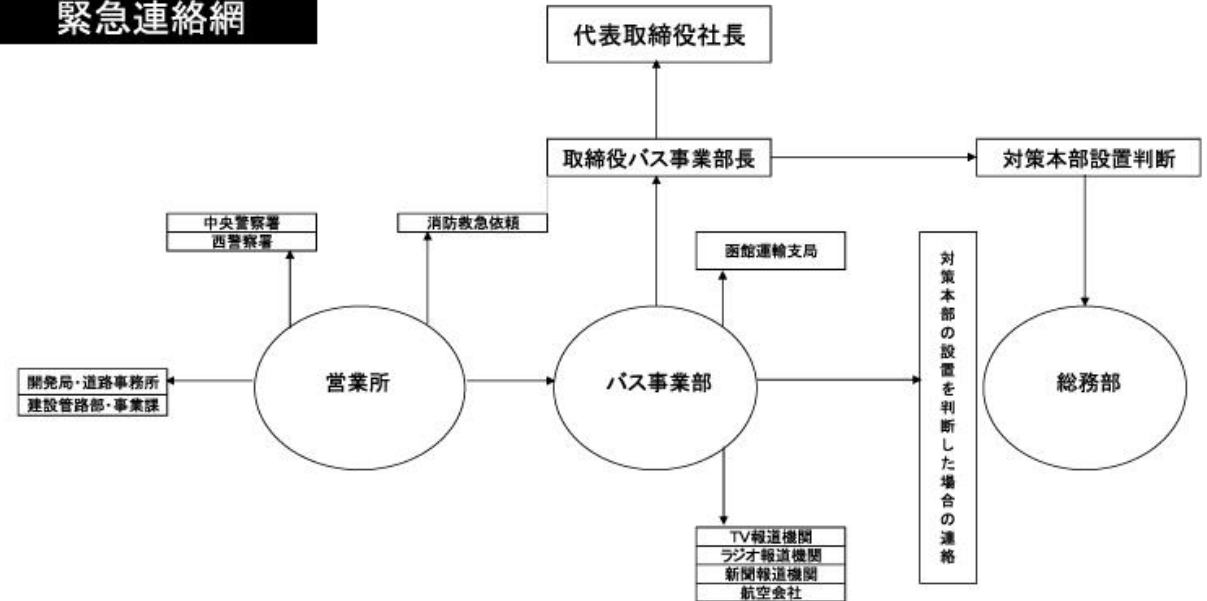 緊急連絡網
代表取締役社長
取締役バス事業部長
対策本部設置判断
中央警察署
西警察署
消防救急依頼
函館運輸支局
対策本部の設置を判断した場合の連絡
開発局・道路事務所
建設管路部・事業課
営業所
バス事業部
総務部
TV報道機関
ラジオ報道機関
新聞報道機関
航空会社